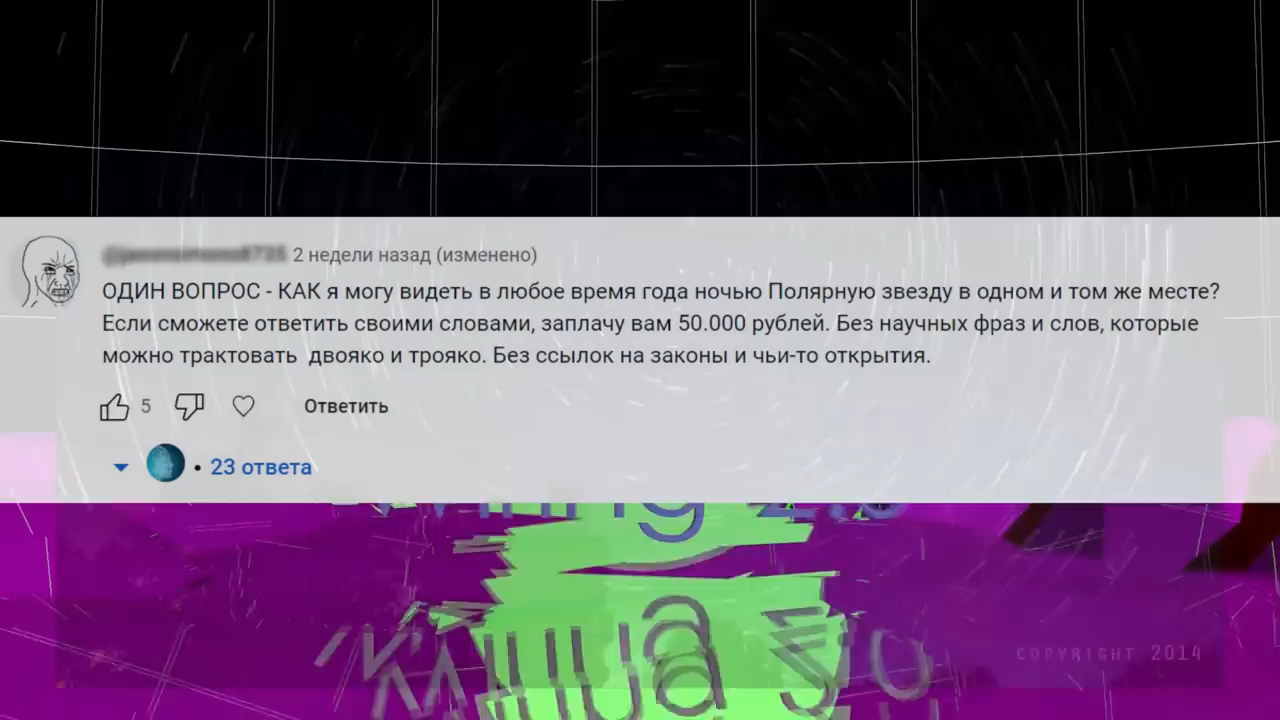 2 недели назад (изменено)
ОДИН ВОПРОС - КАК я могу видеть в любое время года ночью Полярную звезду в одном и том же месте?
Если сможете ответить своими словами, заплачу вам 50.000 рублей. Без научных фраз и слов, которые
можно трактовать двояко и трояко. Без ссылок на законы и чьи-то открытия.
5
Ответить
• 23 ответа
COPYRIGHT 2014